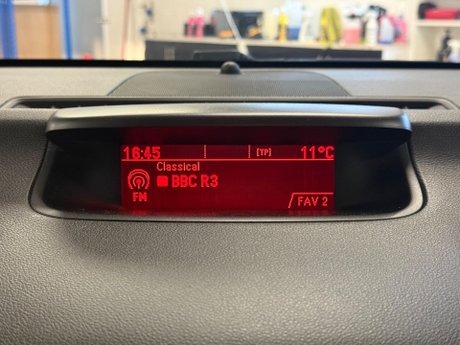 16:45 [TP] 11°C
Classical
BBC R3
FM
FAV 2